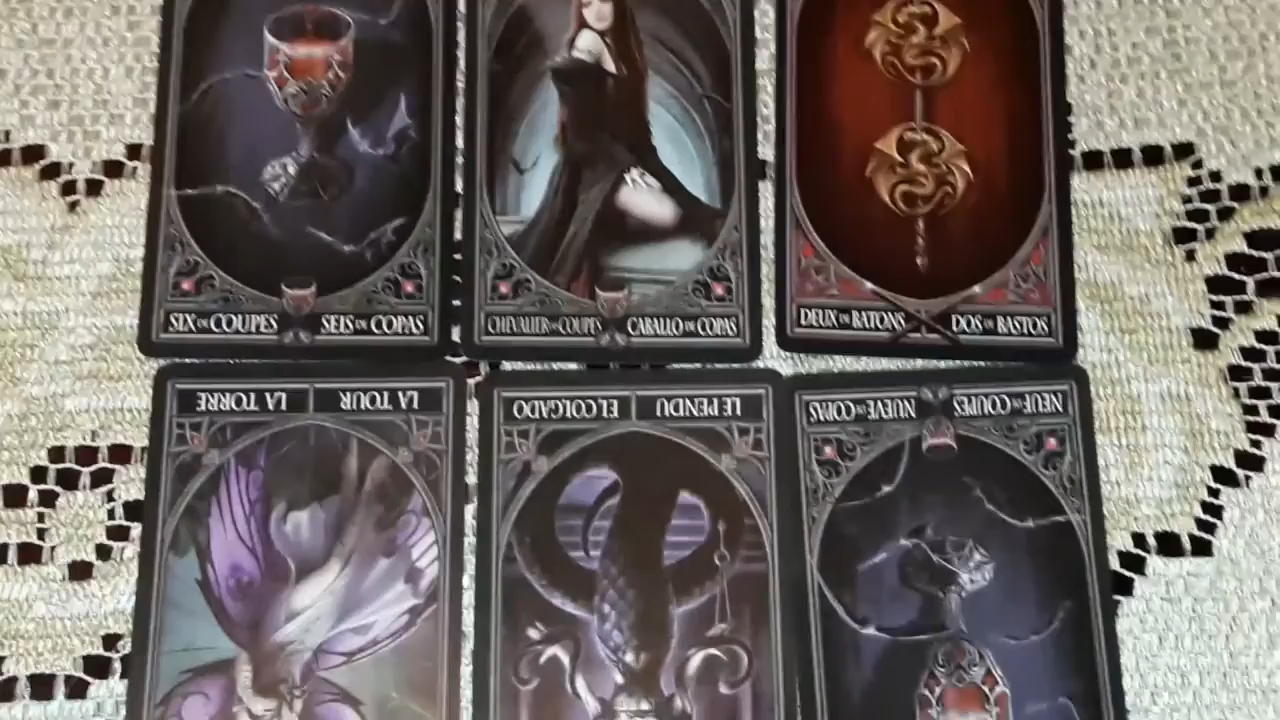 SIX DE COUPES SEIS DE COPAS
CHEVALIER DE COUPES CABALLO DE COPAS
DEUX DE BATONS DOS DE BASTOS
LA TOUR LA TORRE
LE PENDU EL COLGADO
NEUF DE COUPES NUEVE DE COPAS